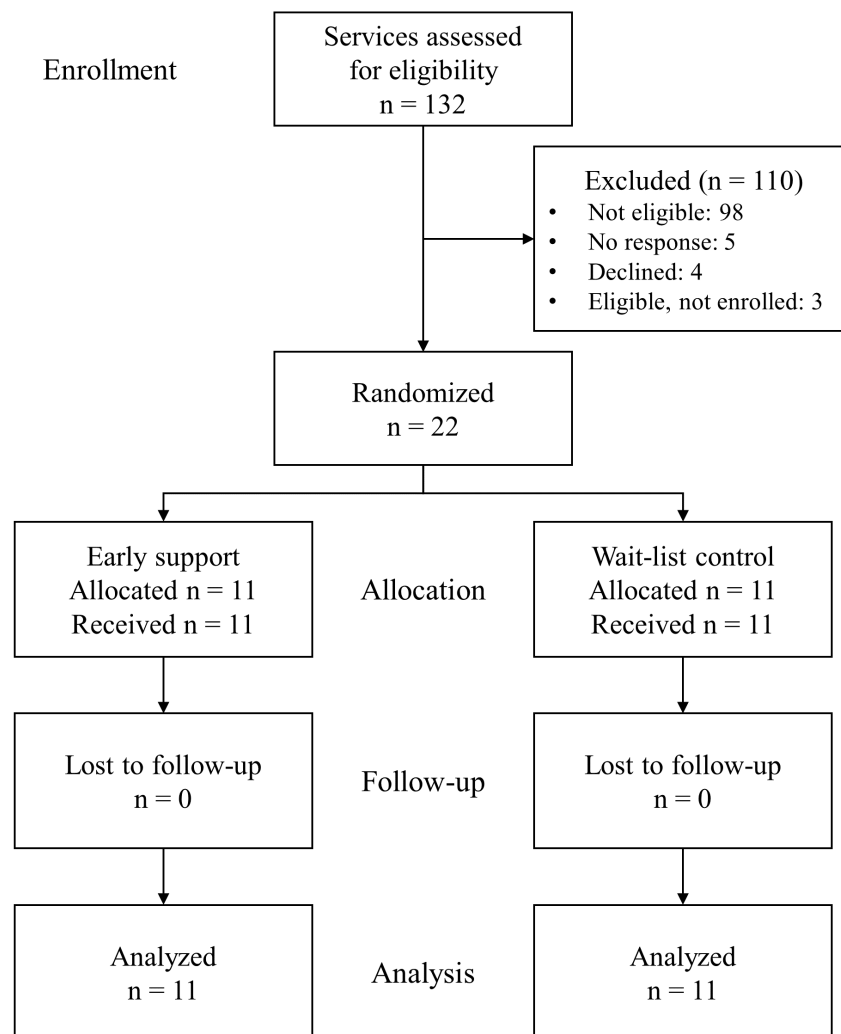 Enrollment
Services assessed
for eligibility
n = 132
Excluded (n = 110)
• Not eligible: 98
• No response: 5
• Declined: 4
• Eligible, not enrolled: 3
Randomized
n = 22
Early support
Allocated n = 11
Received n = 11
Allocation
Wait-list control
Allocated n = 11
Received n = 11
Lost to follow-up
n = 0
Follow-up
Lost to follow-up
n = 0
Analyzed
n = 11
Analysis
Analyzed
n = 11